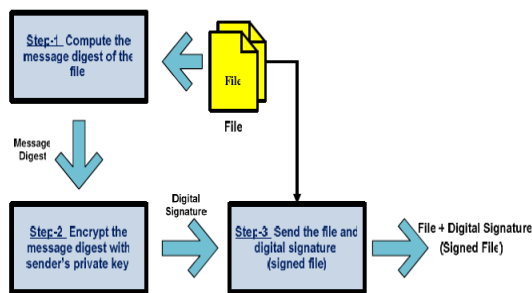 Step-1 Compute the
message digest of the
file
File
File
Message
Digest
Step-2 Encrypt the
message digest with
sender's private key
Digital
Signature
Step-3 Send the file and
digital signature
(signed file)
File + Digital Signature
(Signed File)